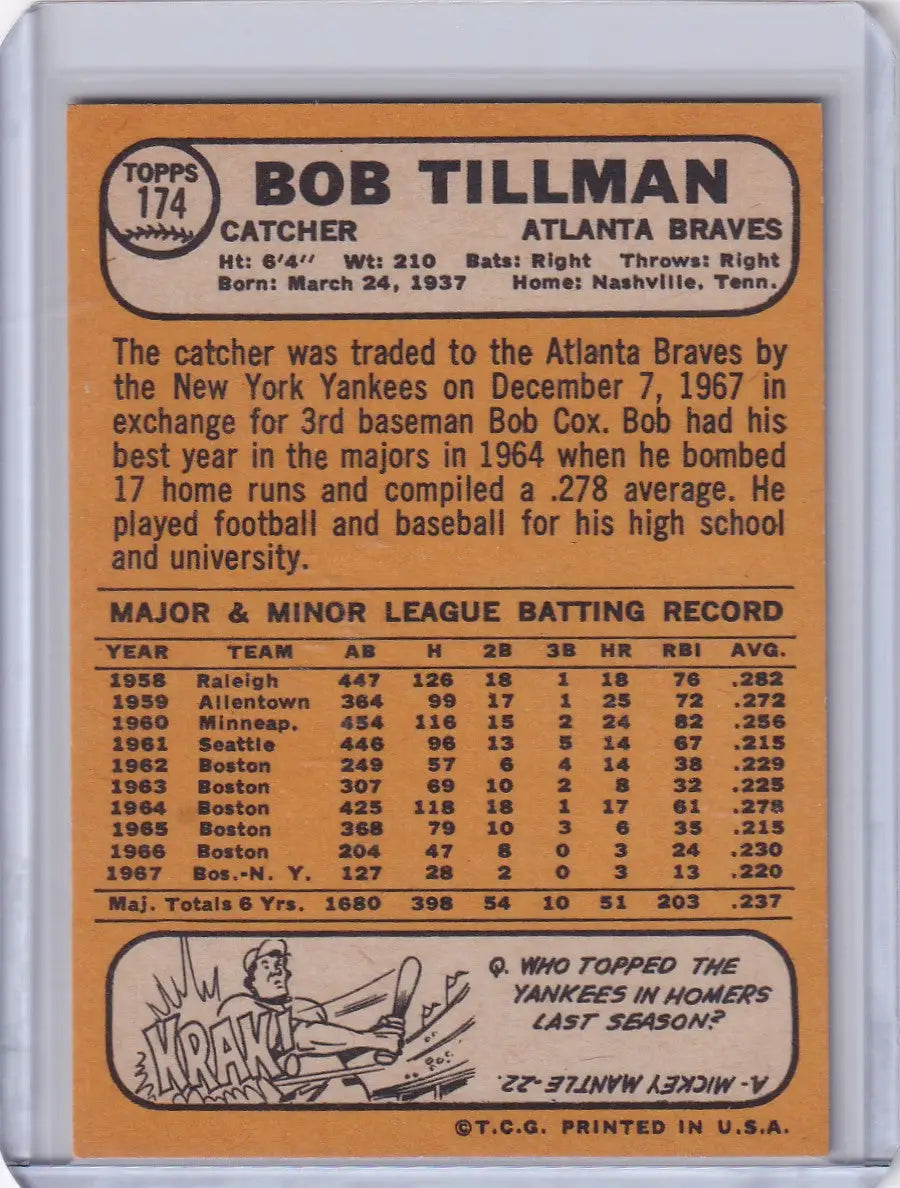 TOPPS
174
BOB TILLMAN
CATCHER ATLANTA BRAVES
Ht: 6'4" Wt: 210 Bats: Right Throws: Right
Born: March 24, 1937 Home: Nashville, Tenn.
The catcher was traded to the Atlanta Braves by
the New York Yankees on December 7, 1967 in
exchange for 3rd baseman Bob Cox. Bob had his
best year in the majors in 1964 when he bombed
17 home runs and compiled a .278 average. He
played football and baseball for his high school
and university.
MAJOR & MINOR LEAGUE BATTING RECORD
YEAR TEAM AB H 2B 3B HR RBI AVG.
1958 Raleigh 447 126 18 1 18 76 .282
1959 Allentown 364 99 17 1 25 72 .272
1960 Minneap. 454 116 15 2 24 82 .256
1961 Seattle 446 96 13 5 14 67 .215
1962 Boston 249 57 6 4 14 38 .229
1963 Boston 307 69 10 2 8 32 .225
1964 Boston 425 118 18 1 17 61 .278
1965 Boston 368 79 10 3 6 35 .215
1966 Boston 204 47 8 0 3 24 .230
1967 Bos.-N. Y. 127 28 2 0 3 13 .220
Maj. Totals 6 Yrs. 1680 398 54 10 51 203 .237
KRAK!
Q. WHO TOPPED THE
YANKEES IN HOMERS
LAST SEASON?
A- MICKEY MANTLE-22.
©T.C.G. PRINTED IN U.S.A.